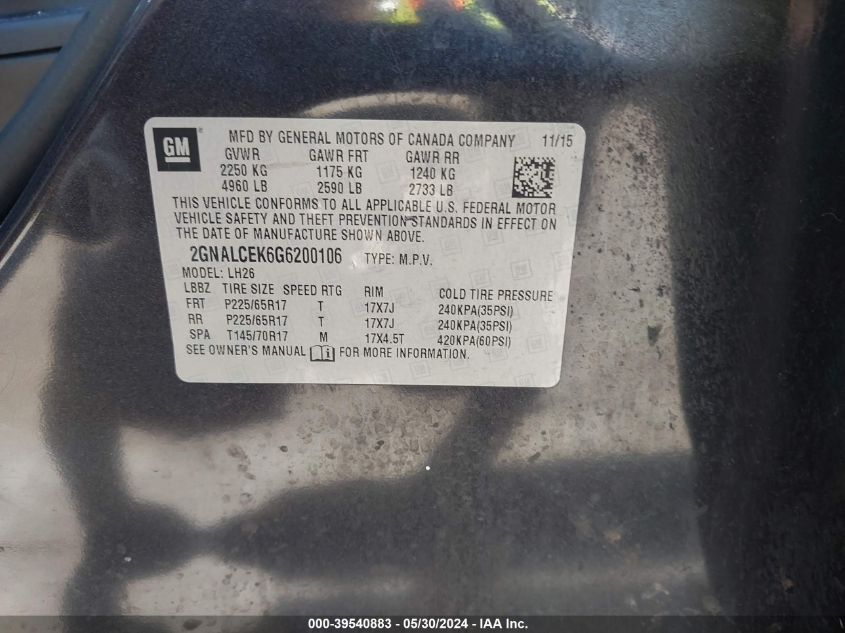 GM
MFD BY GENERAL MOTORS OF CANADA COMPANY 11/15
GVWR GAWR FRT GAWR RR
2250 KG 1175 KG 1240 KG
4960 LB 2590 LB 2733 LB
THIS VEHICLE CONFORMS TO ALL APPLICABLE U.S. FEDERAL MOTOR
VEHICLE SAFETY AND THEFT PREVENTION STANDARDS IN EFFECT ON
THE DATE OF MANUFACTURE SHOWN ABOVE.
2GNALCEK6G6200106 TYPE: M.P.V.
MODEL: LH26
LBBZ TIRE SIZE SPEED RTG RIM COLD TIRE PRESSURE
FRT P225/65R17 T 17X7J 240KPA(35PSI)
RR P225/65R17 T 17X7J 240KPA(35PSI)
SPA T145/70R17 M 17X4.5T 420KPA(60PSI)
SEE OWNER'S MANUAL FOR MORE INFORMATION.
000-39540883 - 05/30/2024 - IAA Inc.